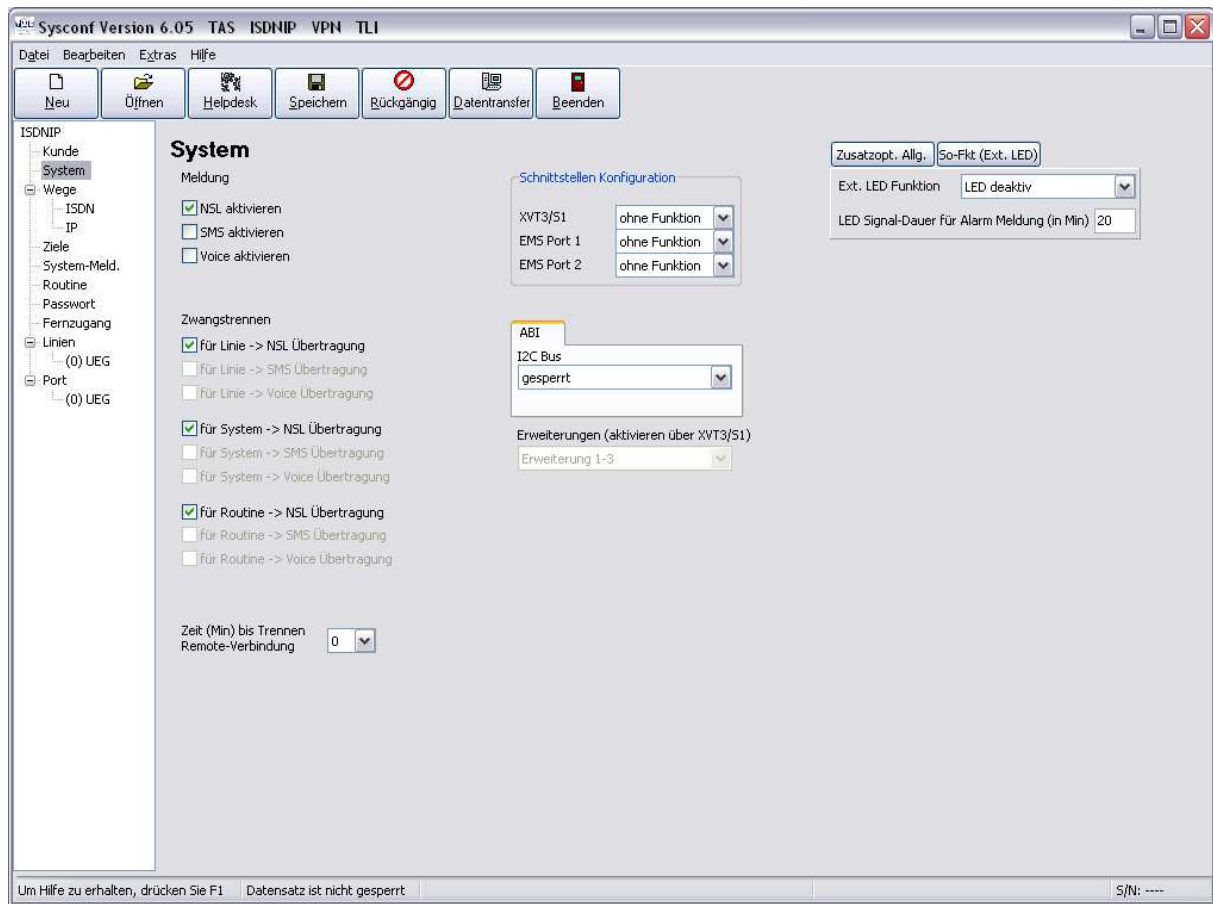 Sysconf Version 6.05 TAS ISDNIP VPN TLI
Datei Bearbeiten Extras Hilfe
Neu Öffnen Helpdesk Speichern Rückgängig Datentransfer Beenden
ISDNIP
Kunde
System
Wege
ISDN
IP
Ziele
System-Meld.
Routine
Passwort
Fernzugang
Linien
(0) UEG
Port
(0) UEG
System
Meldung
NSL aktivieren
SMS aktivieren
Voice aktivieren
Zwangstrennen
für Linie -> NSL Übertragung
für Linie -> SMS Übertragung
für Linie -> Voice Übertragung
für System -> NSL Übertragung
für System -> SMS Übertragung
für System -> Voice Übertragung
für Routine -> NSL Übertragung
für Routine -> SMS Übertragung
für Routine -> Voice Übertragung
Zeit (Min) bis Trennen
Remote-Verbindung 0
Schnittstellen Konfiguration
XVT3/S1 ohne Funktion
EMS Port 1 ohne Funktion
EMS Port 2 ohne Funktion
ABI
I2C Bus
gesperrt
Erweiterungen (aktivieren über XVT3/S1)
Erweiterung 1-3
Zusatzopt. Allg. So-Fkt (Ext. LED)
Ext. LED Funktion LED deaktiv
LED Signal-Dauer für Alarm Meldung (in Min) 20
Um Hilfe zu erhalten, drücken Sie F1 Datensatz ist nicht gesperrt S/N: ----